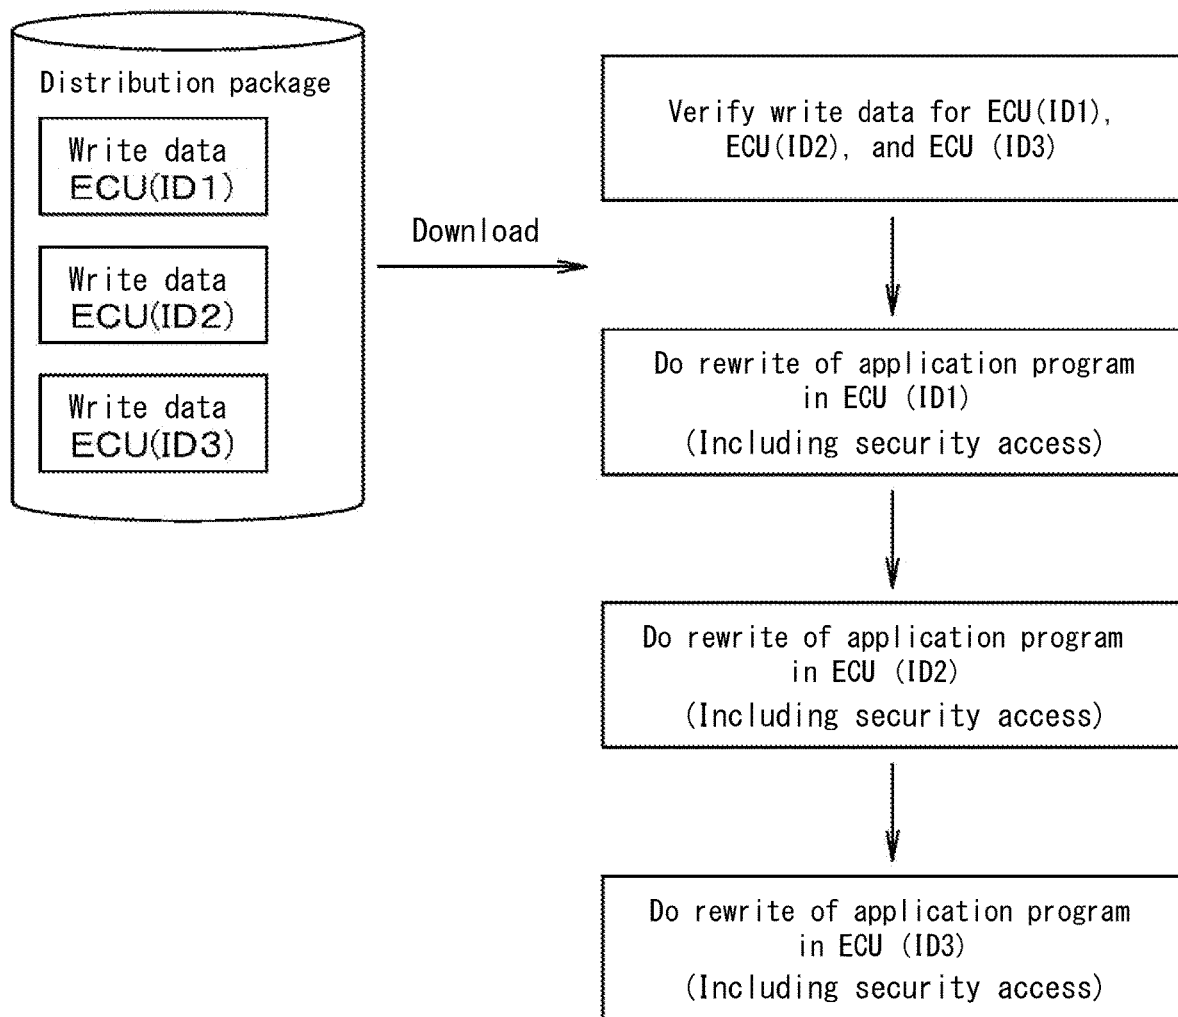 Distribution package
Write data
ECU(ID1)
Write data
ECU(ID2)
Write data
ECU(ID3)
Download
Verify write data for ECU(ID1),
ECU(ID2), and ECU (ID3)
Do rewrite of application program
in ECU (ID1)
(Including security access)
Do rewrite of application program
in ECU (ID2)
(Including security access)
Do rewrite of application program
in ECU (ID3)
(Including security access)